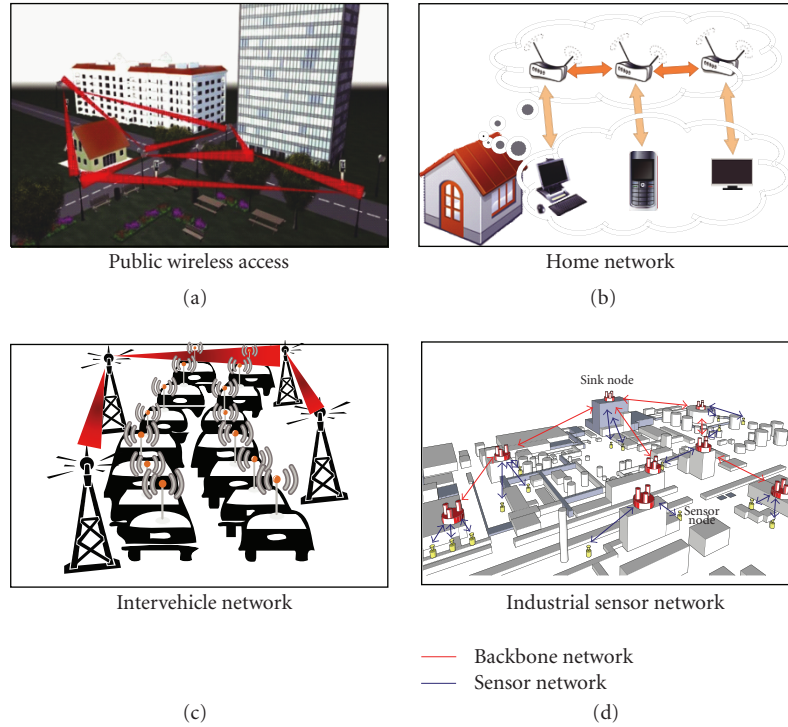 Public wireless access
(a)
Home network
(b)
Intervehicle network
(c)
Sink node
Sensor
node
Industrial sensor network
Backbone network
Sensor network
(d)